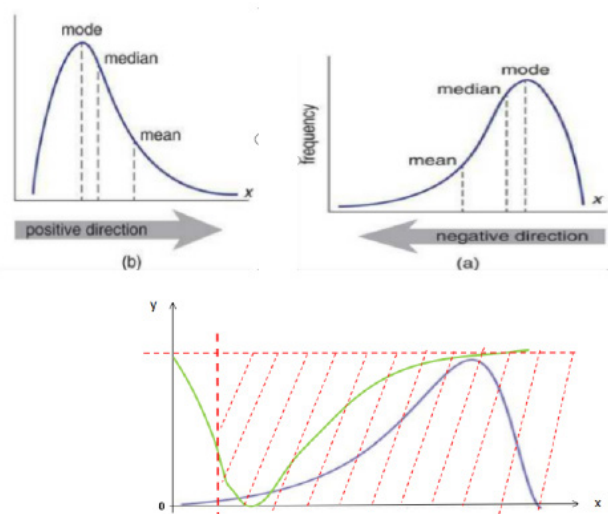 mode
median
mean
x
positive direction
(b)
mode
median
mean
frequency
x
negative direction
(a)
y
0
x